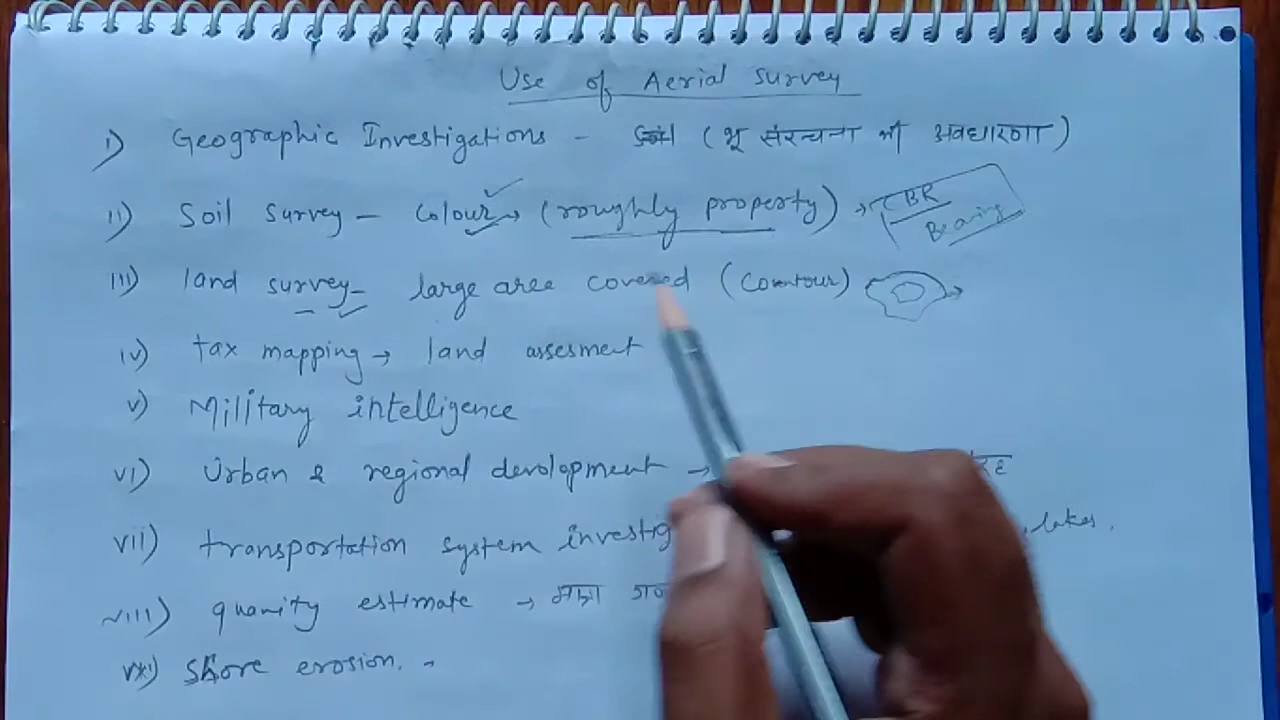 Use of Aerial Survey
i) Geographic Investigations - (भू संरचना की अवधारणा)
ii) Soil survey - Colour → (roughly property) → CBR
Bearing
iii) land survey - large area covered (Contour)
iv) tax mapping → land assesment
v) Military intelligence
vi) Urban & regional devolopment →
vii) transportation system investig , lakes.
viii) quanity estimate → मात्रा
Shore erosion. -